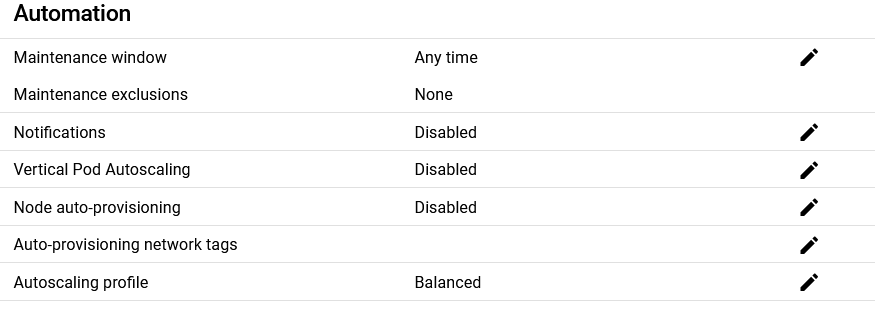 Automation
Maintenance window Any time
Maintenance exclusions None
Notifications Disabled
Vertical Pod Autoscaling Disabled
Node auto-provisioning Disabled
Auto-provisioning network tags
Autoscaling profile Balanced